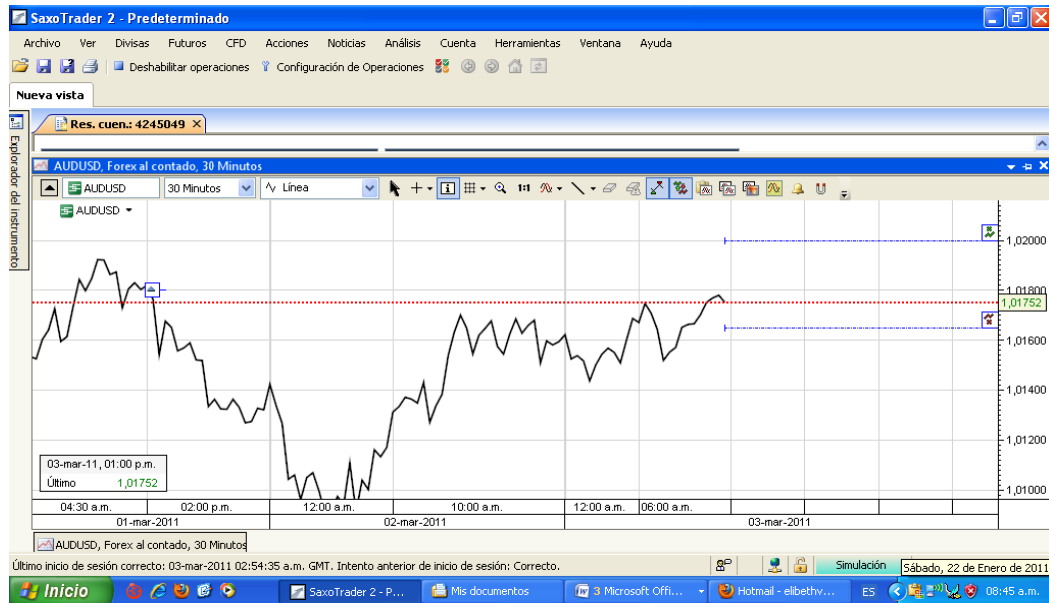 SaxoTrader 2 - Predeterminado
Archivo Ver Divisas Futuros CFD Acciones Noticias Análisis Cuenta Herramientas Ventana Ayuda
Deshabilitar operaciones Configuración de Operaciones
Nueva vista
Res. cuen.: 4245049
Explorador del instrumento
AUDUSD, Forex al contado, 30 Minutos
AUDUSD 30 Minutos Línea 1:1
AUDUSD
1,02000
1,01800
1,01752
1,01600
1,01400
1,01200
1,01000
03-mar-11, 01:00 p.m.
Último 1,01752
04:30 a.m. 02:00 p.m. 12:00 a.m. 10:00 a.m. 12:00 a.m. 06:00 a.m.
01-mar-2011 02-mar-2011 03-mar-2011
AUDUSD, Forex al contado, 30 Minutos
Último inicio de sesión correcto: 03-mar-2011 02:54:35 a.m. GMT. Intento anterior de inicio de sesión: Correcto.
Simulación
Sábado, 22 de Enero de 2011
Inicio SaxoTrader 2 - P... Mis documentos 3 Microsoft Offi... Hotmail - elibethv... ES 08:45 a.m.